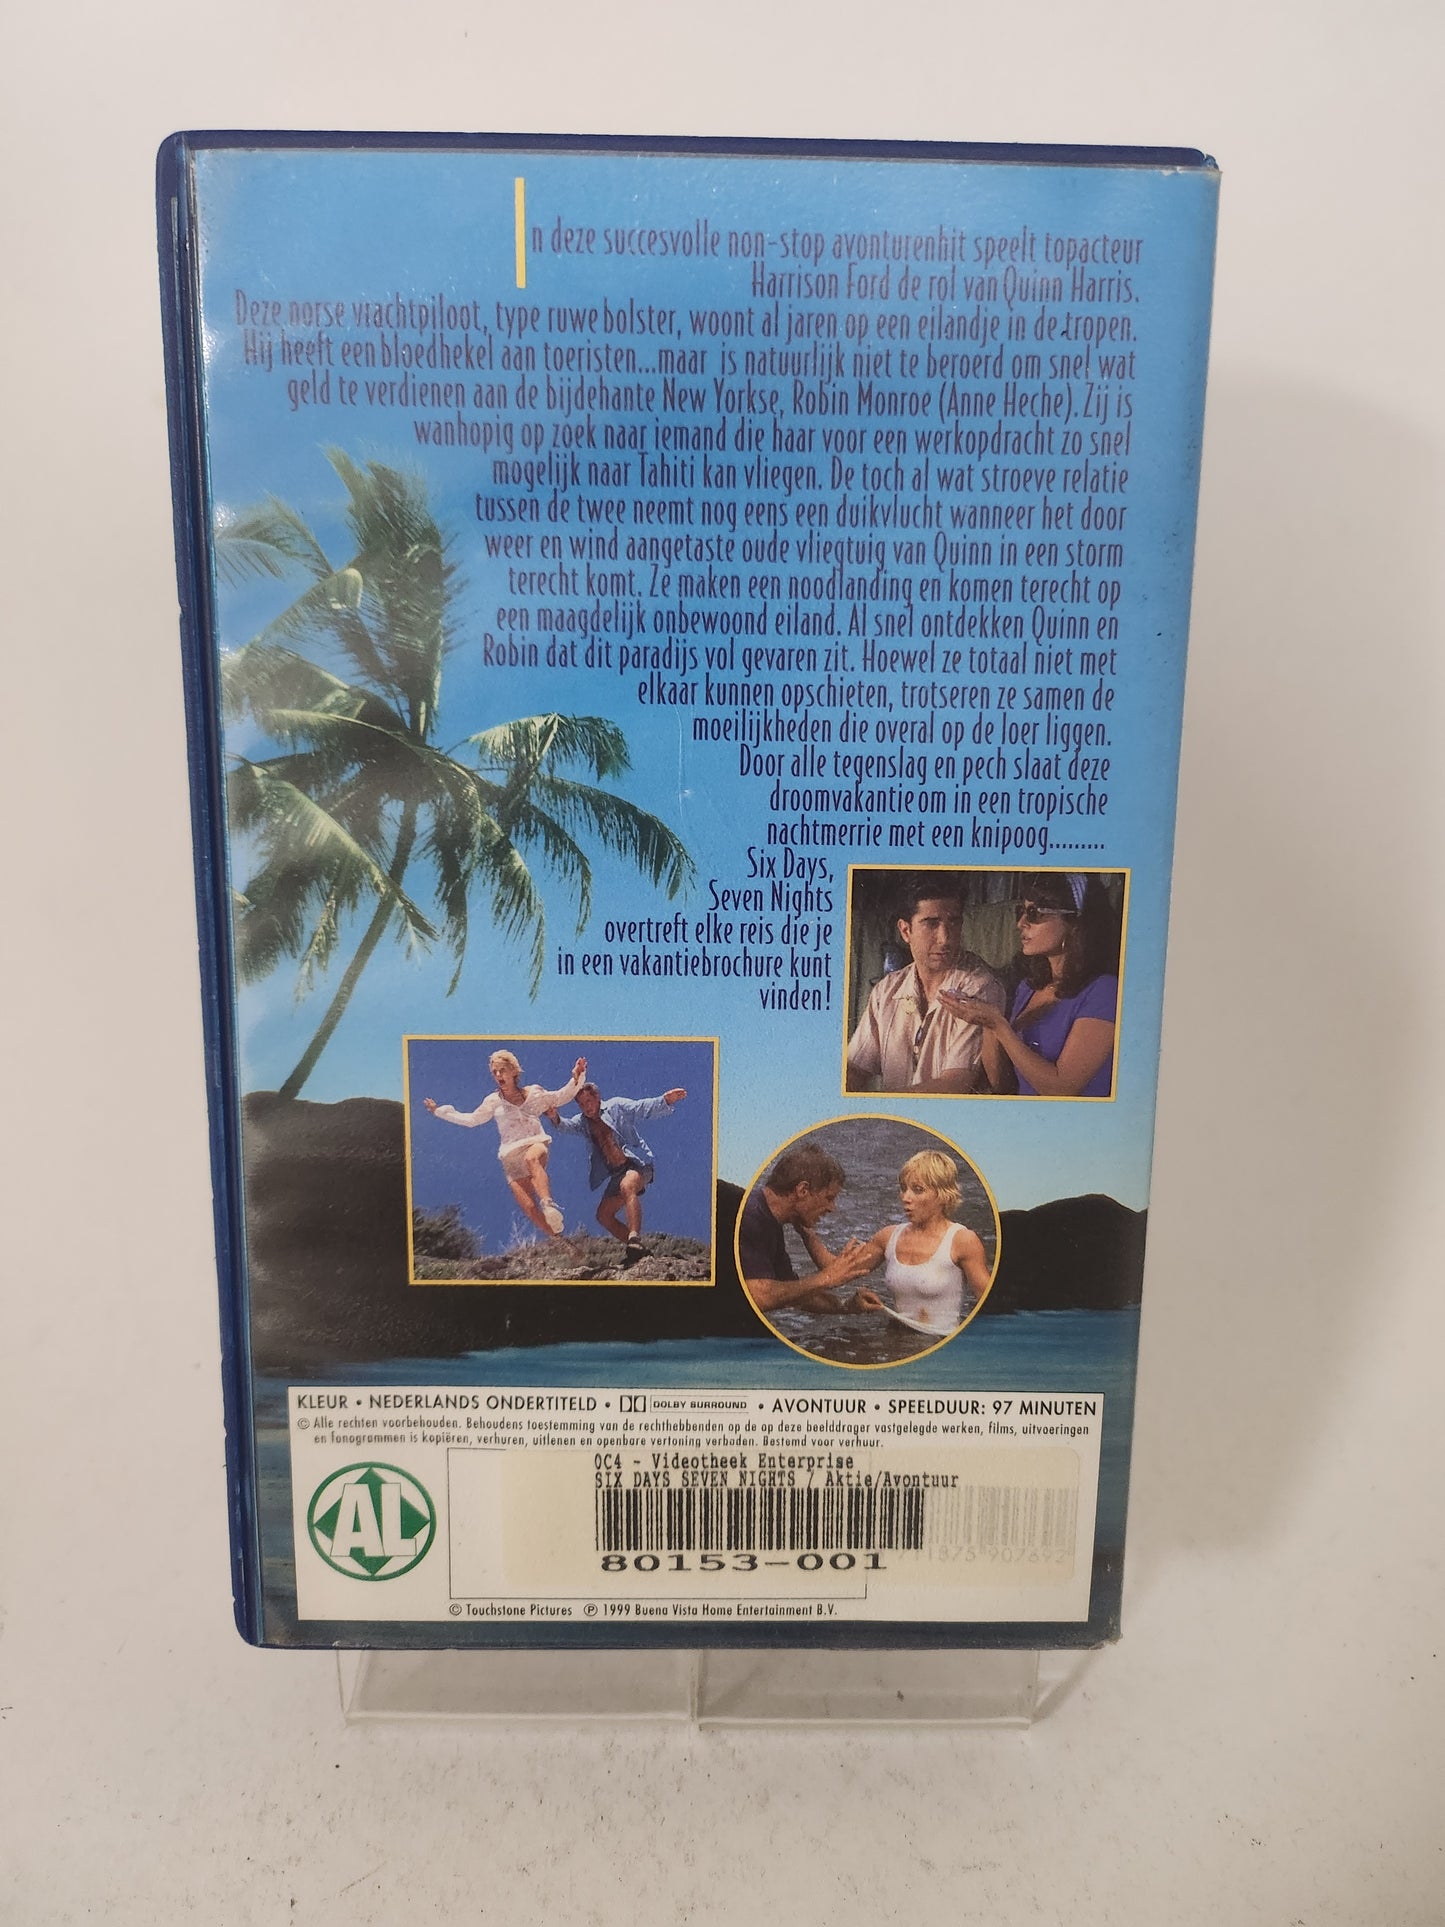 In deze succesvolle non-stop avonturenhit speelt topacteur
Harrison Ford de rol van Quinn Harris.
Deze norse vrachtpiloot, type ruwe bolster, woont al jaren op een eilandje in de tropen.
Hij heeft een bloedhekel aan toeristen...maar is natuurlijk niet te beroerd om snel wat
geld te verdienen aan de bijdehante New Yorkse, Robin Monroe (Anne Heche). Zij is
wanhopig op zoek naar iemand die haar voor een werkopdracht zo snel
mogelijk naar Tahiti kan vliegen. De toch al wat stroeve relatie
tussen de twee neemt nog eens een duikvlucht wanneer het door
weer en wind aangetaste oude vliegtuig van Quinn in een storm
terecht komt. Ze maken een noodlanding en komen terecht op
een maagdelijk onbewoond eiland. Al snel ontdekken Quinn en
Robin dat dit paradijs vol gevaren zit. Hoewel ze totaal niet met
elkaar kunnen opschieten, trotseren ze samen de
moeilijkheden die overal op de loer liggen.
Door alle tegenslag en pech slaat deze
droomvakantie om in een tropische
nachtmerrie met een knipoog.........
Six Days,
Seven Nights
overtreft elke reis die je
in een vakantiebrochure kunt
vinden!
KLEUR • NEDERLANDS ONDERTITELD • DOLBY SURROUND • AVONTUUR • SPEELDUUR: 97 MINUTEN
© Alle rechten voorbehouden. Behoudens toestemming van de rechthebbenden op de op deze beelddrager vastgelegde werken, films, uitvoeringen
en fonogrammen is kopiëren, verhuren, uitlenen en openbare vertoning verboden. Bestemd voor verhuur.
OC4 - Videotheek Enterprise
SIX DAYS SEVEN NIGHTS / Aktie/Avontuur
AL
80153-001
711875 907692
© Touchstone Pictures ℗ 1999 Buena Vista Home Entertainment B.V.